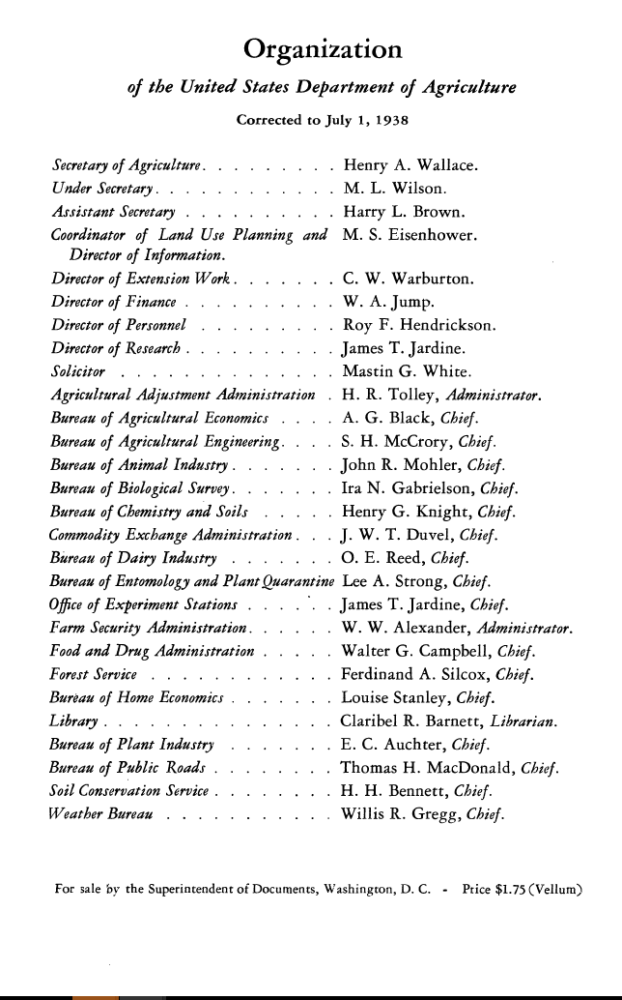 Organization
of the United States Department of Agriculture
Corrected to July 1, 1938
Secretary of Agriculture. . . . . . . . . Henry A. Wallace.
Under Secretary. . . . . . . . . . . . M. L. Wilson.
Assistant Secretary . . . . . . . . . . Harry L. Brown.
Coordinator of Land Use Planning and M. S. Eisenhower.
Director of Information.
Director of Extension Work. . . . . . . C. W. Warburton.
Director of Finance . . . . . . . . . . W. A. Jump.
Director of Personnel . . . . . . . . . Roy F. Hendrickson.
Director of Research . . . . . . . . . . James T. Jardine.
Solicitor . . . . . . . . . . . . . . Mastin G. White.
Agricultural Adjustment Administration . H. R. Tolley, Administrator.
Bureau of Agricultural Economics . . . . A. G. Black, Chief.
Bureau of Agricultural Engineering. . . . S. H. McCrory, Chief.
Bureau of Animal Industry . . . . . . . John R. Mohler, Chief.
Bureau of Biological Survey. . . . . . . Ira N. Gabrielson, Chief.
Bureau of Chemistry and Soils . . . . . Henry G. Knight, Chief.
Commodity Exchange Administration . . . J. W. T. Duvel, Chief.
Bureau of Dairy Industry . . . . . . . O. E. Reed, Chief.
Bureau of Entomology and Plant Quarantine Lee A. Strong, Chief.
Office of Experiment Stations . . . . . . James T. Jardine, Chief.
Farm Security Administration. . . . . . W. W. Alexander, Administrator.
Food and Drug Administration . . . . . Walter G. Campbell, Chief.
Forest Service . . . . . . . . . . . . Ferdinand A. Silcox, Chief.
Bureau of Home Economics . . . . . . . Louise Stanley, Chief.
Library . . . . . . . . . . . . . . . Claribel R. Barnett, Librarian.
Bureau of Plant Industry . . . . . . . E. C. Auchter, Chief.
Bureau of Public Roads . . . . . . . . Thomas H. MacDonald, Chief.
Soil Conservation Service . . . . . . . . H. H. Bennett, Chief.
Weather Bureau . . . . . . . . . . . Willis R. Gregg, Chief.
For sale by the Superintendent of Documents, Washington, D. C. - Price $1.75 (Vellum)